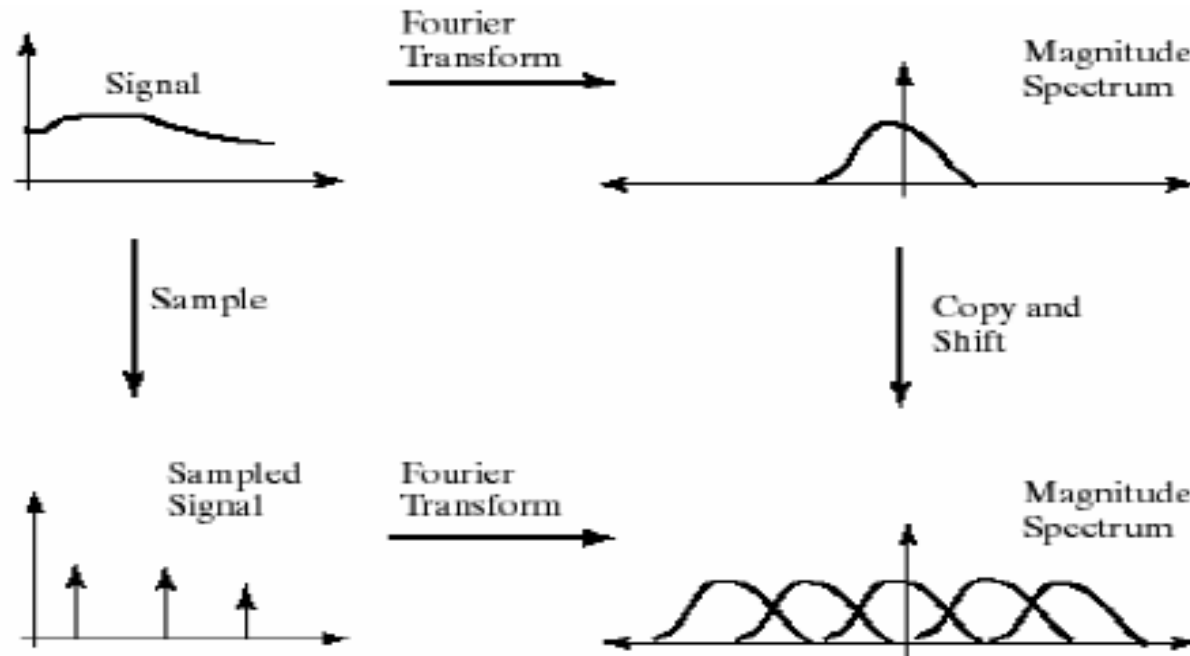 Fourier
Transform
Signal
Magnitude
Spectrum
Sample
Copy and
Shift
Sampled
Signal
Fourier
Transform
Magnitude
Spectrum